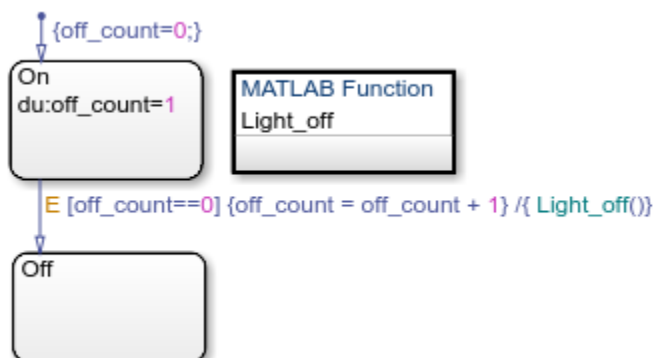 {off_count=0;}
On
du:off_count=1
MATLAB Function
Light_off
E [off_count==0] {off_count = off_count + 1} /{ Light_off()}
Off